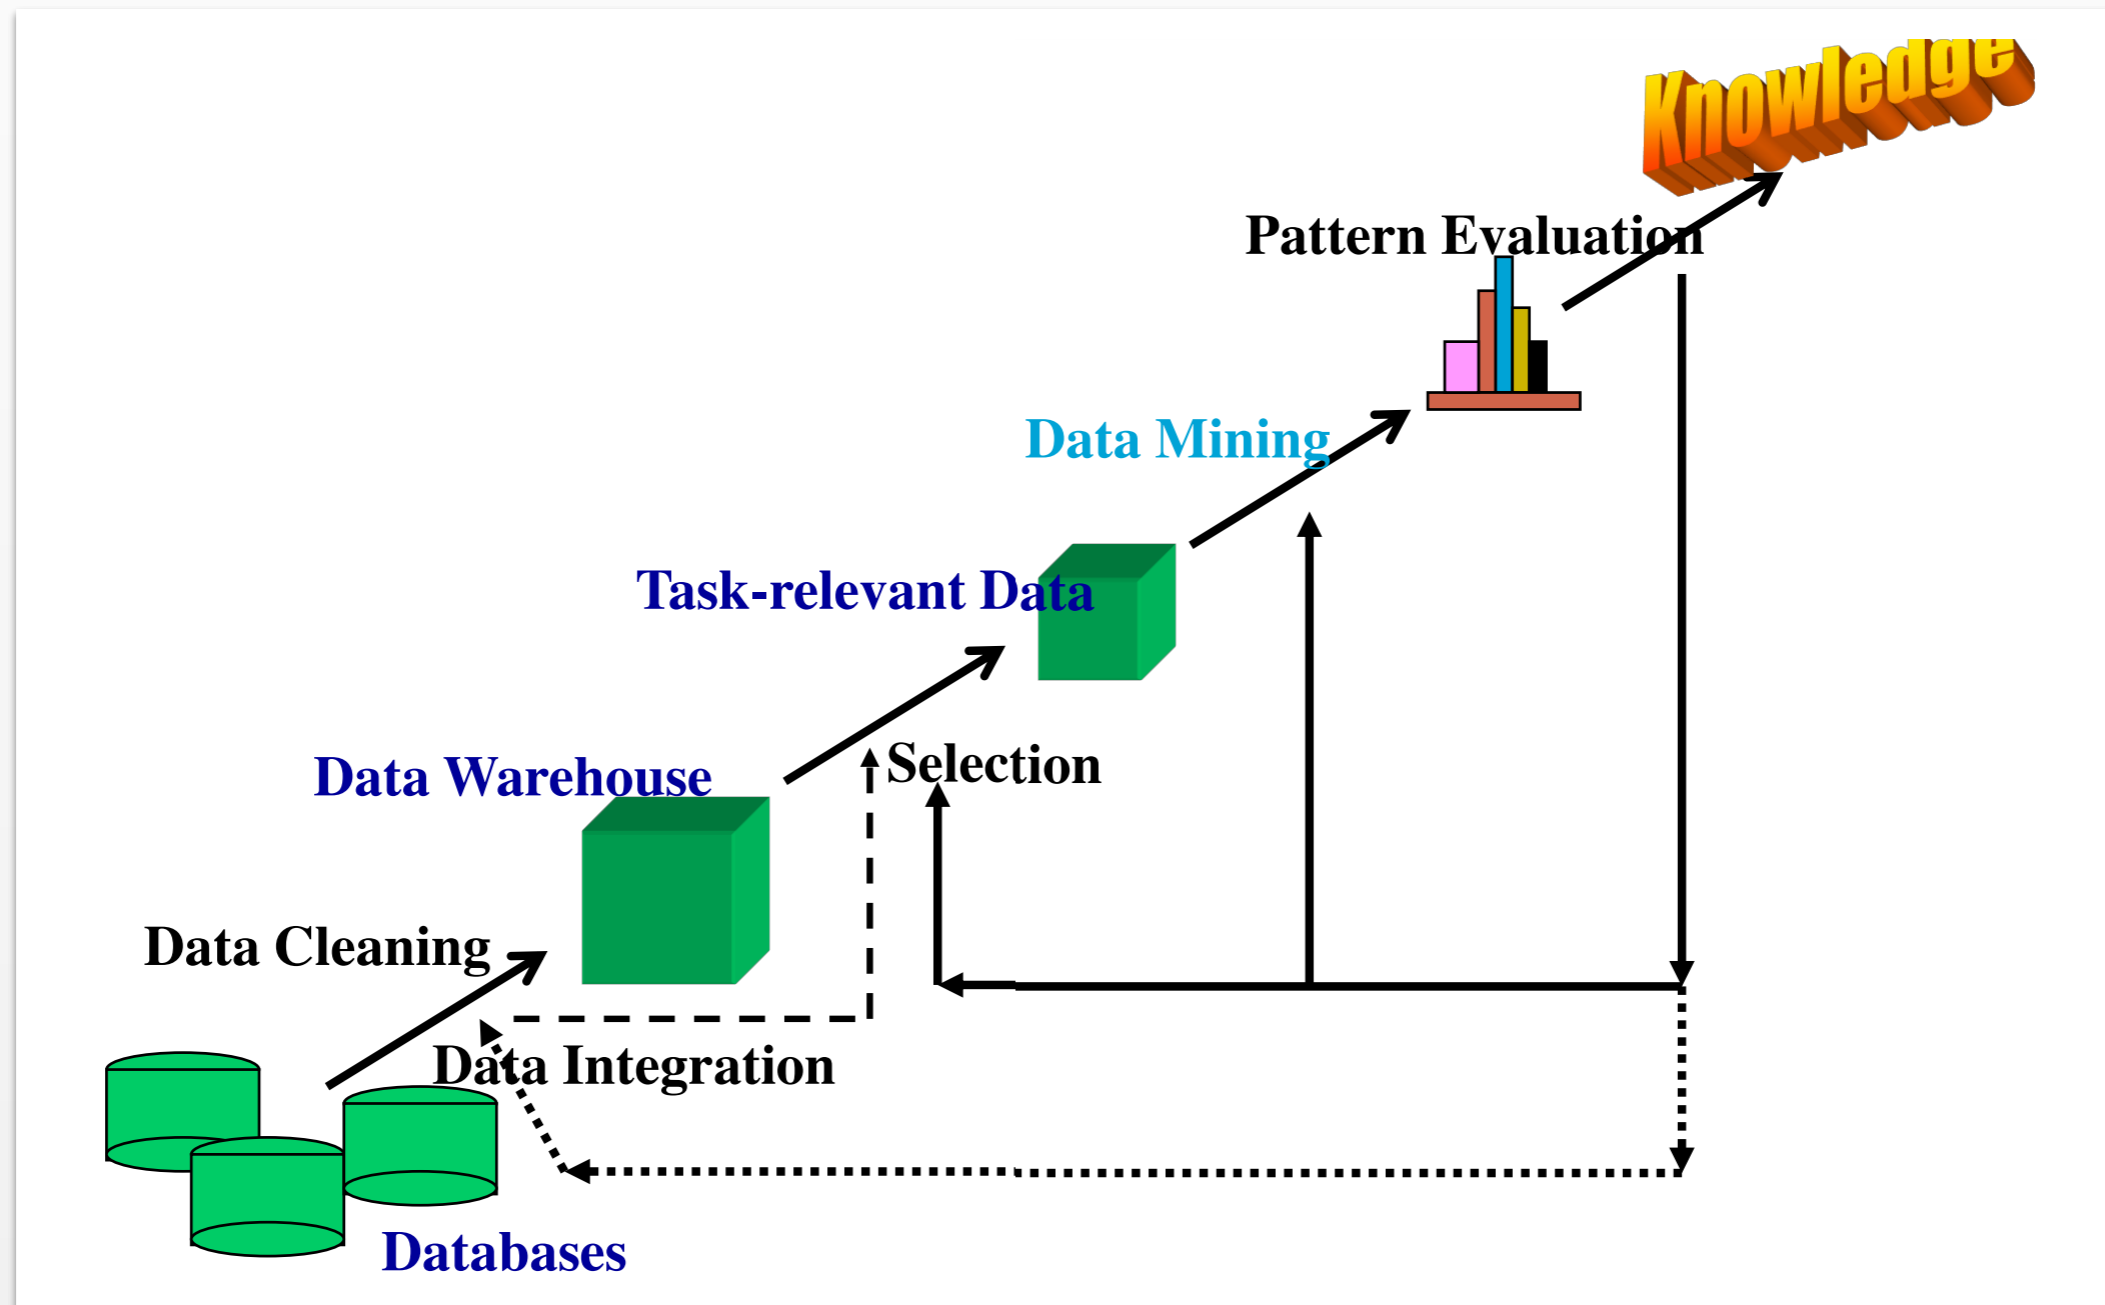 Knowledge
Pattern Evaluation
Data Mining
Task-relevant Data
Selection
Data Warehouse
Data Cleaning
Data Integration
Databases